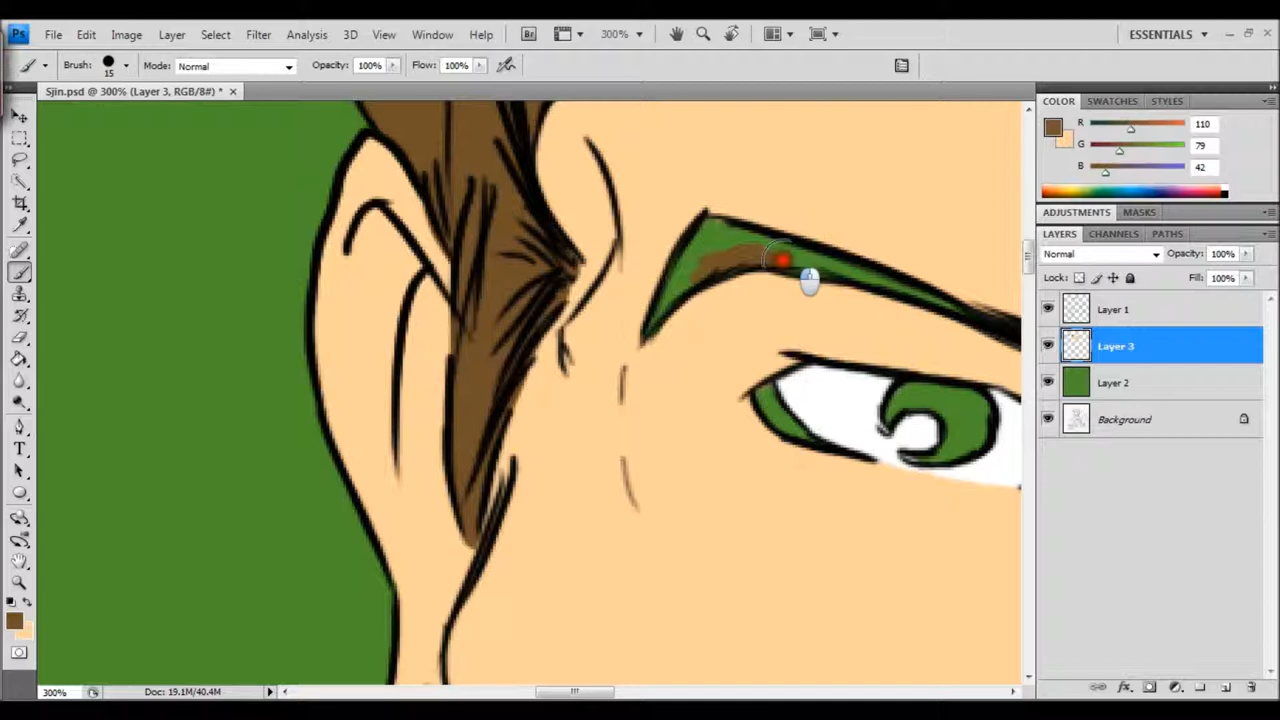 Ps File Edit Image Layer Select Filter Analysis 3D View Window Help Br 300% ESSENTIALS
Brush: 15 Mode: Normal Opacity: 100% Flow: 100%
Sjin.psd @ 300% (Layer 3, RGB/8#) *
COLOR SWATCHES STYLES
R 110
G 79
B 42
ADJUSTMENTS MASKS
LAYERS CHANNELS PATHS
Normal Opacity: 100%
Lock: Fill: 100%
Layer 1
Layer 3
Layer 2
Background
T
300% Doc: 19.1M/40.4M
fx